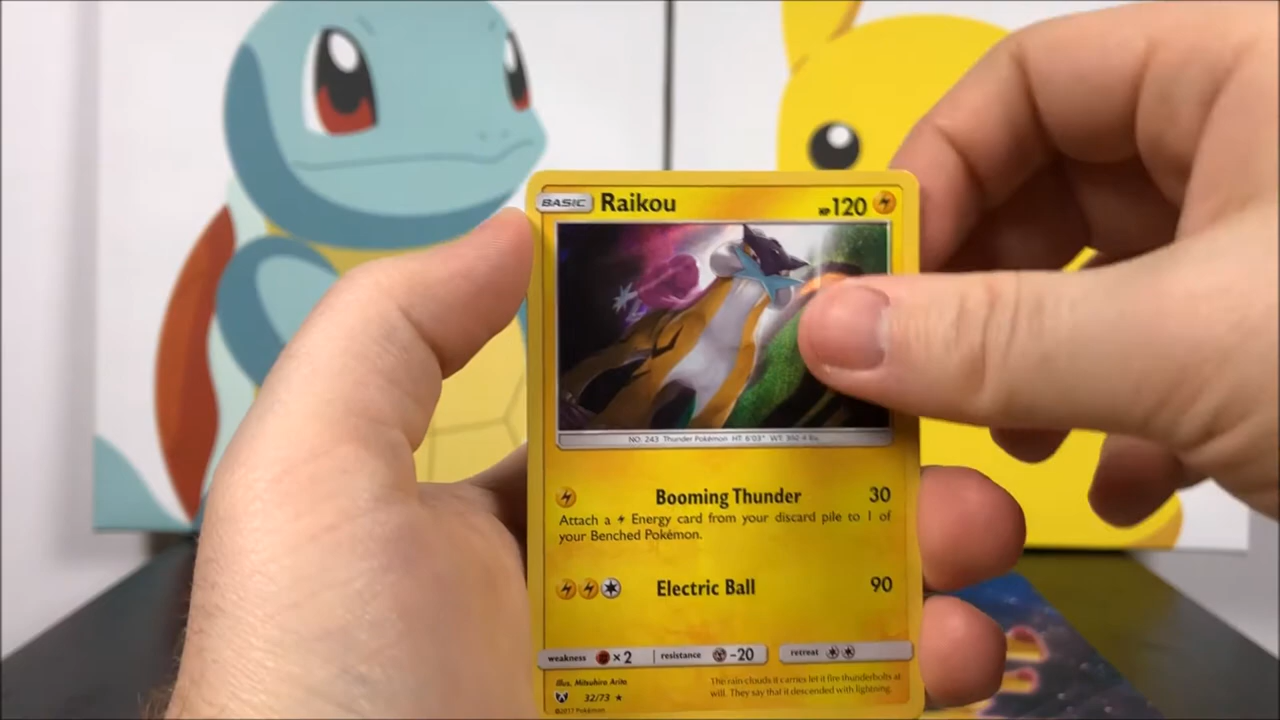 BASIC Raikou HP 120
NO: 243 Thunder Pokémon HT: 6'03" WT: 392.4 lbs.
Booming Thunder 30
Attach a Energy card from your discard pile to 1 of
your Benched Pokémon.
Electric Ball 90
weakness ×2 resistance -20 retreat
Illus. Mitsuhiro Arita
32/73
©2017 Pokémon
The rain clouds it carries let it fire thunderbolts at
will. They say that it descended with lightning.